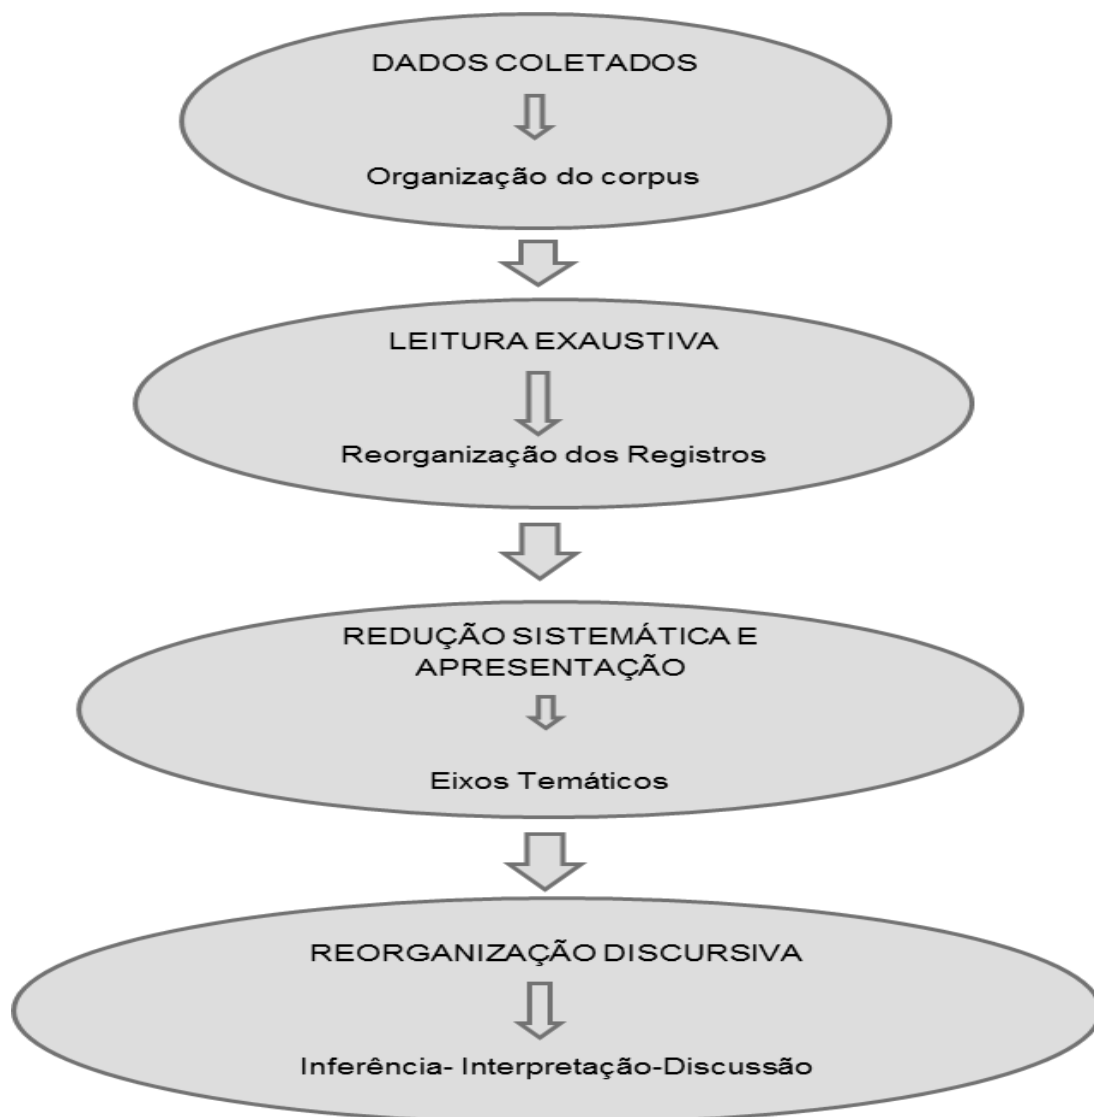 DADOS COLETADOS
Organização do corpus
LEITURA EXAUSTIVA
Reorganização dos Registros
REDUÇÃO SISTEMÁTICA E
APRESENTAÇÃO
Eixos Temáticos
REORGANIZAÇÃO DISCURSIVA
Inferência- Interpretação-Discussão